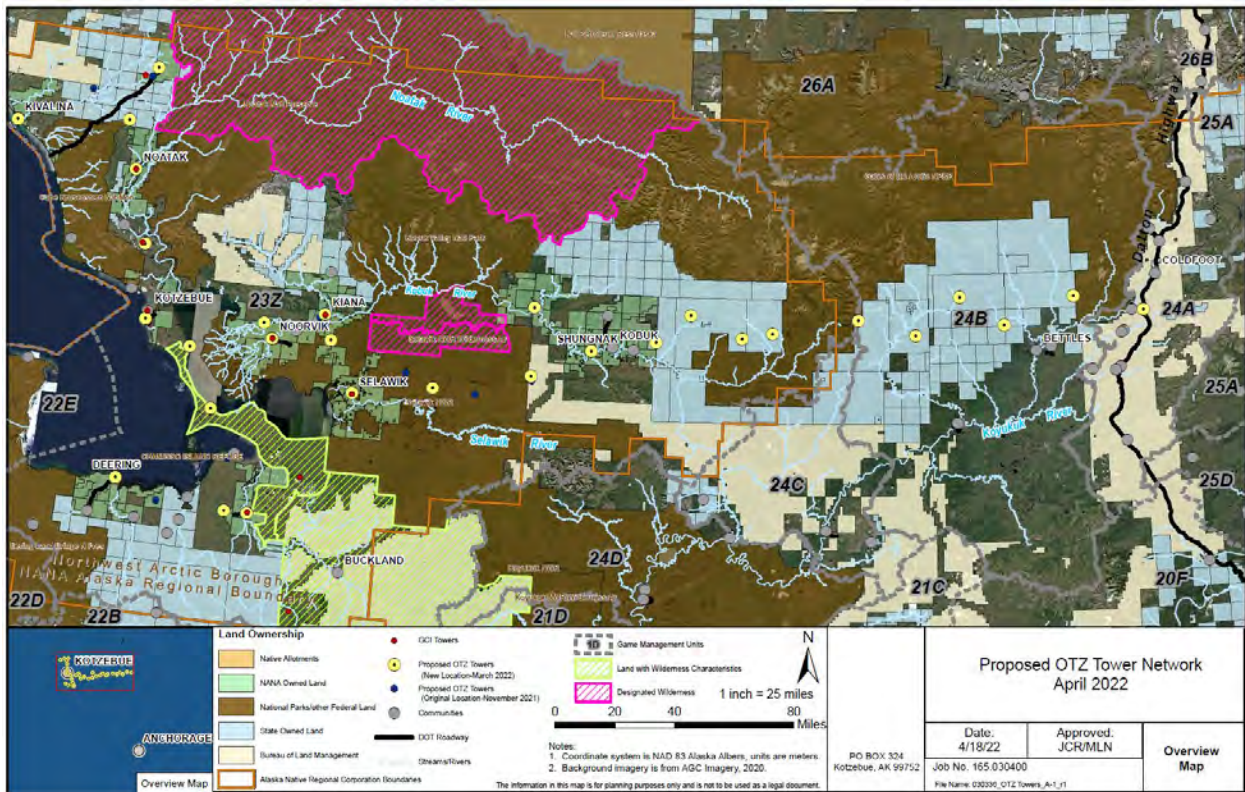 26B
26A
25A
KIVALINA
Noatak
River
Highway
NOATAK
Dalton
COLDFOOT
KOTZEBUE
23Z
KIANA
Kobuk River
NOORVIK
24B
24A
SHUNGNAK
KOBUK
BETTLES
SELAWIK
25A
22E
Koyukuk River
Selawik River
DEERING
24C
25D
BUCKLAND
24D
Northwest Arctic Borough
NANA Alaska Regional Boundary
20F
21C
22D
22B
21D
KOTZEBUE
ANCHORAGE
Overview Map
Land Ownership
Native Allotments
NANA Owned Land
National Parks/other Federal Land
State Owned Land
Bureau of Land Management
Alaska Native Regional Corporation Boundaries
GCI Towers
Proposed OTZ Towers
(New Location-March 2022)
Proposed OTZ Towers
(Original Location-November 2021)
Communities
DOT Roadway
Streams/Rivers
10
Game Management Units
Land with Wilderness Characteristics
Designated Wilderness
N
1 inch = 25 miles
0 20 40 80
Miles
Notes:
1. Coordinate system is NAD 83 Alaska Albers, units are meters.
2. Background imagery is from AGC Imagery, 2020.
The information in this map is for planning purposes only and is not to be used as a legal document.
PO BOX 324
Kotzebue, AK 99752
Proposed OTZ Tower Network
April 2022
Date:
4/18/22
Approved:
JCR/MLN
Job No. 165.030400
File Name: 030336_OTZ Towers_A-1_r1
Overview
Map